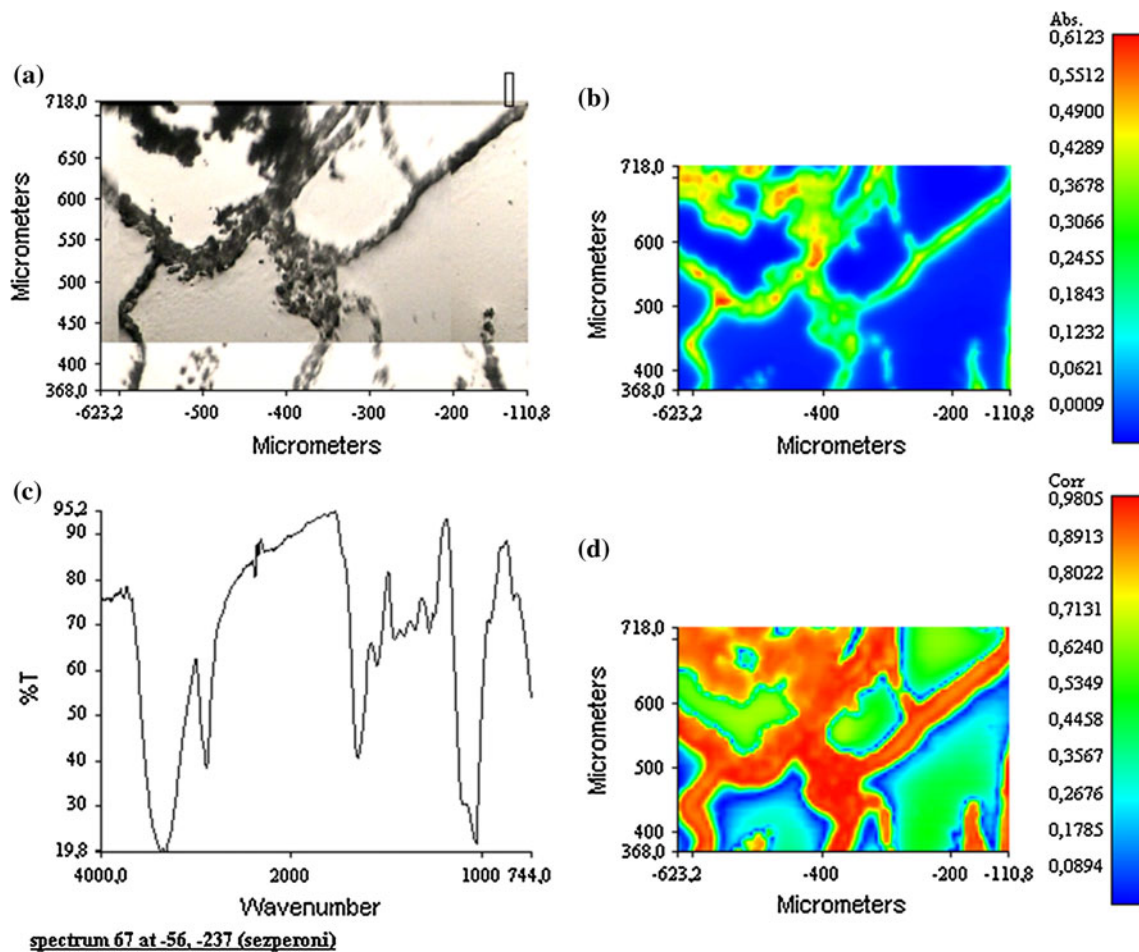 (a)
718,0
650
600
550
500
450
400
368,0
Micrometers
-623,2 -500 -400 -300 -200 -110,8
Micrometers
(b)
718,0
600
500
400
368,0
Micrometers
-623,2 -400 -200 -110,8
Micrometers
Abs.
0,6123
0,5512
0,4900
0,4289
0,3678
0,3066
0,2455
0,1843
0,1232
0,0621
0,0009
(c)
95,2
90
80
70
60
50
40
30
19,8
%T
4000,0 2000 1000 744,0
Wavenumber
spectrum 67 at -56, -237 (sezperoni)
(d)
718,0
600
500
400
368,0
Micrometers
-623,2 -400 -200 -110,8
Micrometers
Corr
0,9805
0,8913
0,8022
0,7131
0,6240
0,5349
0,4458
0,3567
0,2676
0,1785
0,0894